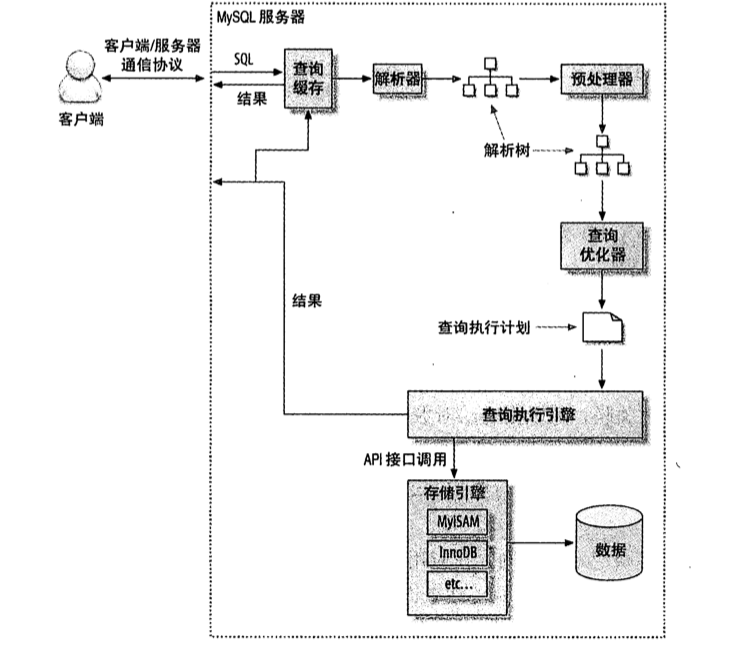 MySQL 服务器
客户端/服务器
通信协议
客户端
SQL
结果
查询
缓存
解析器
预处理器
解析树
查询
优化器
结果
查询执行计划
查询执行引擎
API 接口调用
存储引擎
MyISAM
InnoDB
etc...
数据